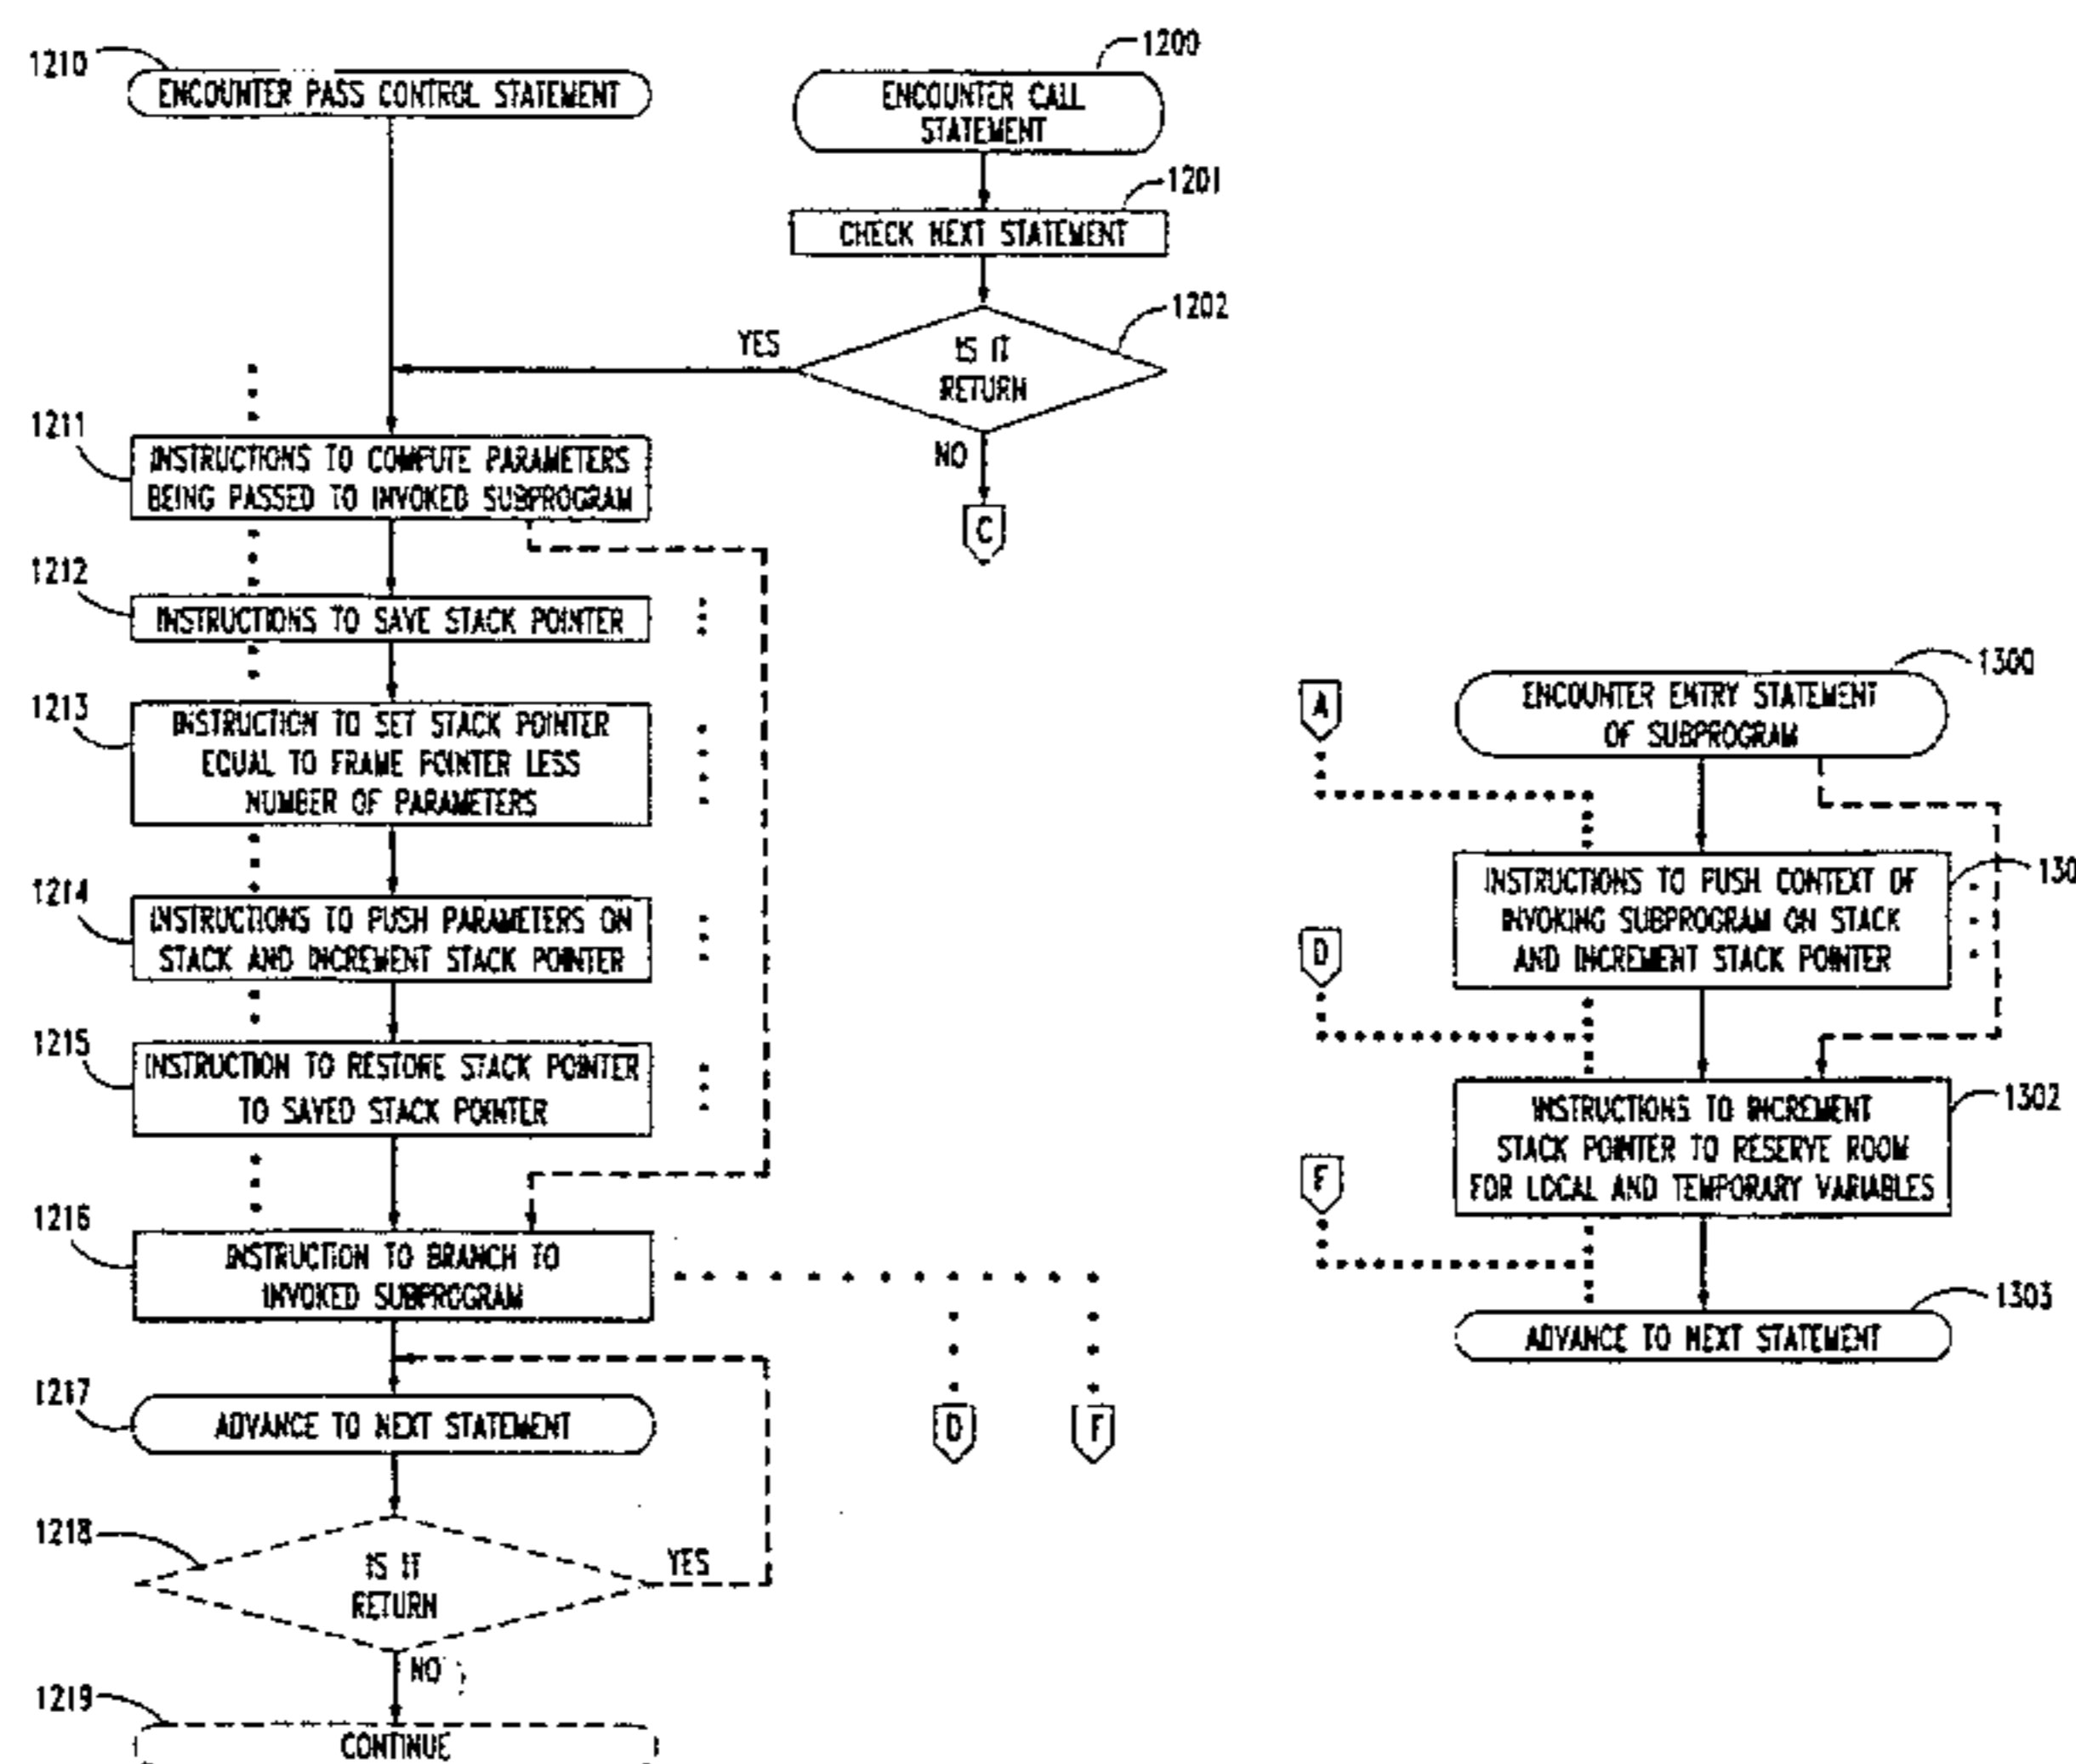 1210
ENCOUNTER PASS CONTROL STATEMENT
1200
ENCOUNTER CALL
STATEMENT
1201
CHECK NEXT STATEMENT
1202
IS IT
RETURN
YES
NO
C
1211
INSTRUCTIONS TO COMPUTE PARAMETERS
BEING PASSED TO INVOKED SUBPROGRAM
1212
INSTRUCTIONS TO SAVE STACK POINTER
1213
INSTRUCTION TO SET STACK POINTER
EQUAL TO FRAME POINTER LESS
NUMBER OF PARAMETERS
1214
INSTRUCTIONS TO PUSH PARAMETERS ON
STACK AND INCREMENT STACK POINTER
1215
INSTRUCTION TO RESTORE STACK POINTER
TO SAVED STACK POINTER
1216
INSTRUCTION TO BRANCH TO
INVOKED SUBPROGRAM
D
F
1217
ADVANCE TO NEXT STATEMENT
1218
IS IT
RETURN
YES
NO
1219
CONTINUE
1300
ENCOUNTER ENTRY STATEMENT
OF SUBPROGRAM
A
130
INSTRUCTIONS TO PUSH CONTEXT OF
INVOKING SUBPROGRAM ON STACK
AND INCREMENT STACK POINTER
D
1302
INSTRUCTIONS TO INCREMENT
STACK POINTER TO RESERVE ROOM
FOR LOCAL AND TEMPORARY VARIABLES
F
1303
ADVANCE TO NEXT STATEMENT